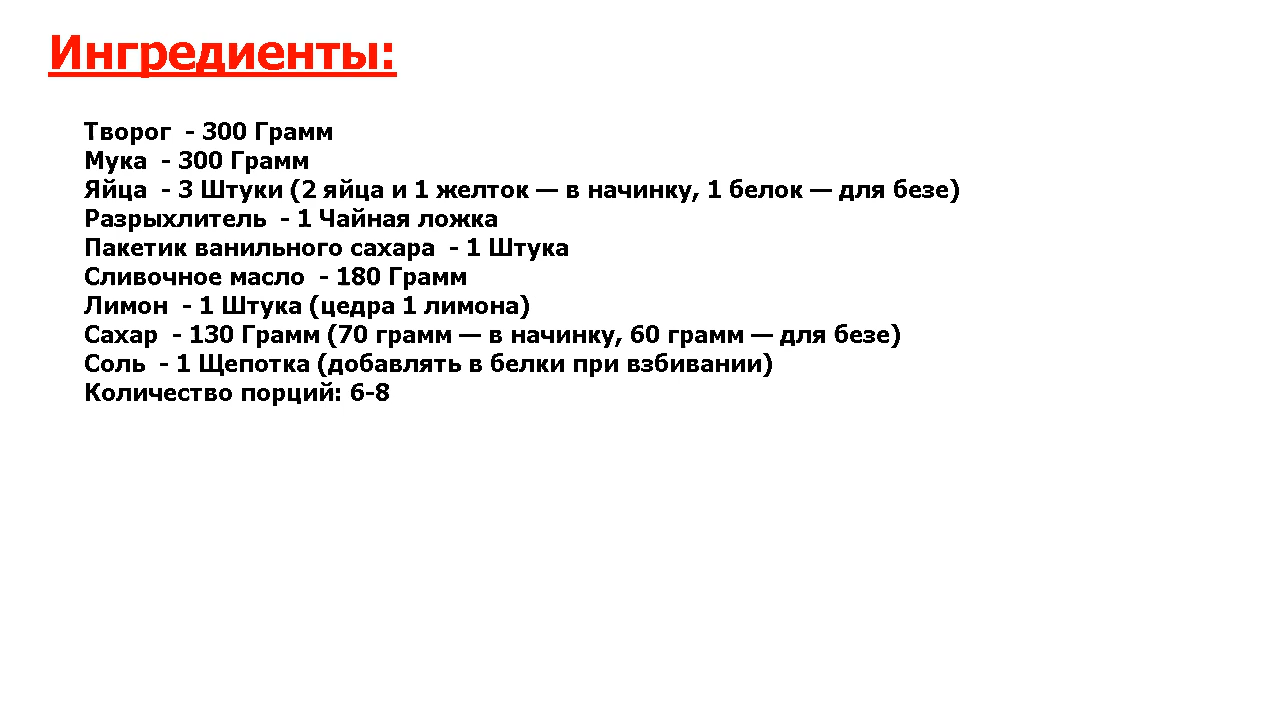 Ингредиенты:
Творог  - 300 Грамм
Мука  - 300 Грамм
Яйца  - 3 Штуки (2 яйца и 1 желток — в начинку, 1 белок — для безе)
Разрыхлитель  - 1 Чайная ложка
Пакетик ванильного сахара  - 1 Штука
Сливочное масло  - 180 Грамм
Лимон  - 1 Штука (цедра 1 лимона)
Сахар  - 130 Грамм (70 грамм — в начинку, 60 грамм — для безе)
Соль  - 1 Щепотка (добавлять в белки при взбивании)
Количество порций: 6-8